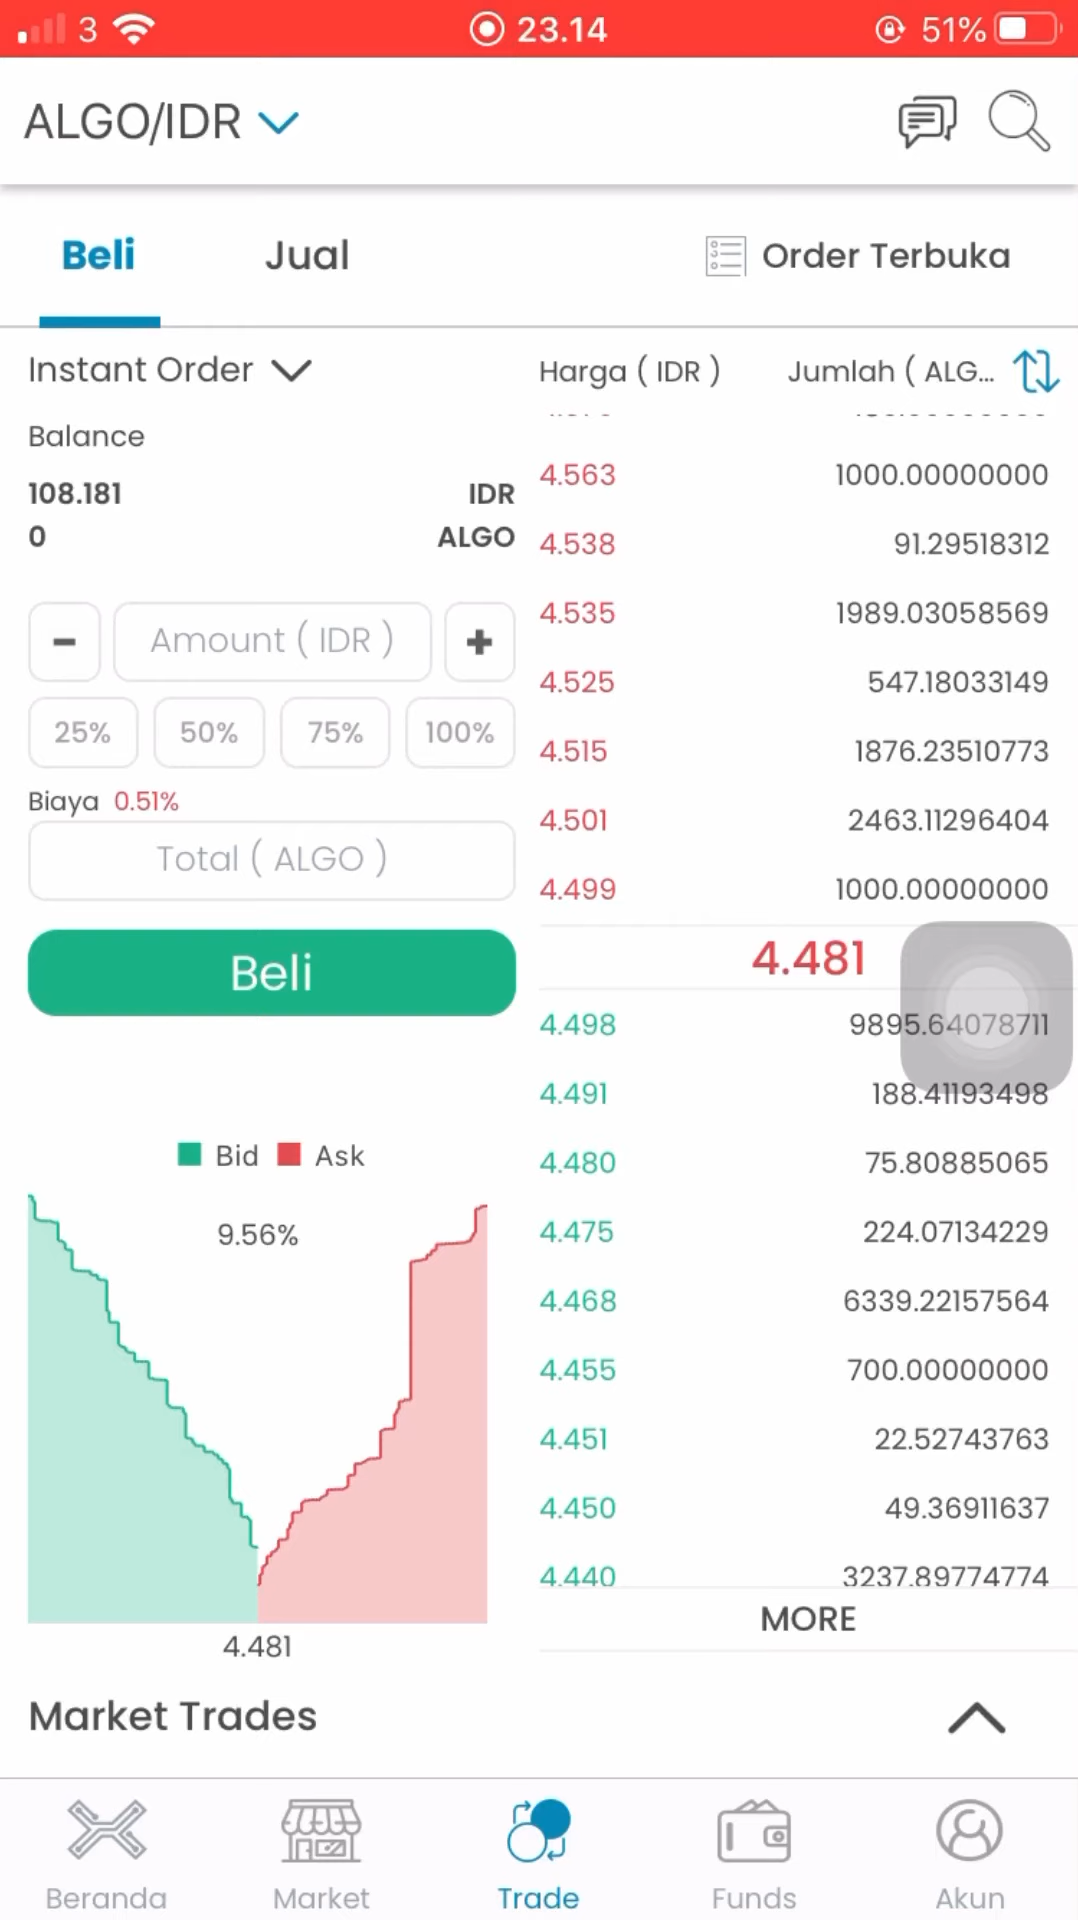 3 23.14 51%
ALGO/IDR
Beli Jual Order Terbuka
Instant Order
Balance
108.181 IDR
0 ALGO
Amount ( IDR )
25% 50% 75% 100%
Biaya 0.51%
Total ( ALGO )
Beli
Bid Ask
9.56%
4.481
Harga ( IDR ) Jumlah ( ALG...
4.563 1000.00000000
4.538 91.29518312
4.535 1989.03058569
4.525 547.18033149
4.515 1876.23510773
4.501 2463.11296404
4.499 1000.00000000
4.481
4.498 9895.64078711
4.491 188.41193498
4.480 75.80885065
4.475 224.07134229
4.468 6339.22157564
4.455 700.00000000
4.451 22.52743763
4.450 49.36911637
4.440 3237.89774774
MORE
Market Trades
Beranda Market Trade Funds Akun